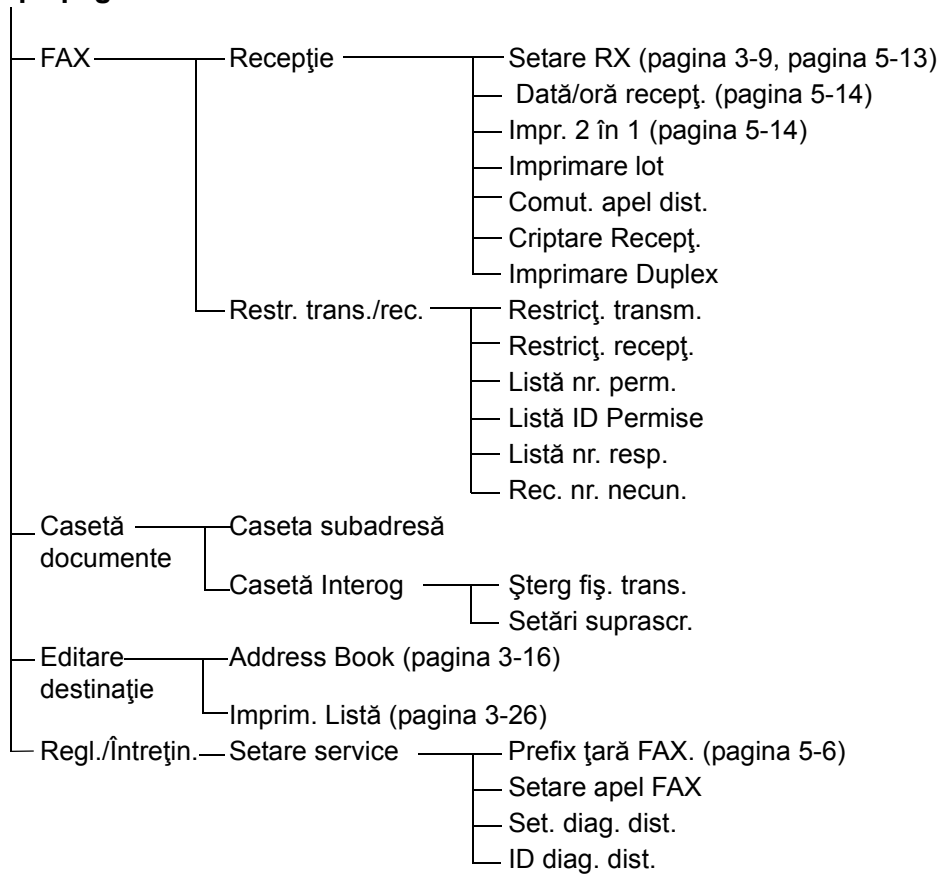 FAX Recepţie Setare RX (pagina 3-9, pagina 5-13)
Dată/oră recepţ. (pagina 5-14)
Impr. 2 în 1 (pagina 5-14)
Imprimare lot
Comut. apel dist.
Criptare Recepţ.
Imprimare Duplex
Restr. trans./rec. Restricţ. transm.
Restricţ. recepţ.
Listă nr. perm.
Listă ID Permise
Listă nr. resp.
Rec. nr. necun.
Casetă Caseta subadresă
documente
Casetă Interog Şterg fiş. trans.
Setări suprascr.
Editare Address Book (pagina 3-16)
destinaţie
Imprim. Listă (pagina 3-26)
Regl./Întreţin. Setare service Prefix ţară FAX. (pagina 5-6)
Setare apel FAX
Set. diag. dist.
ID diag. dist.